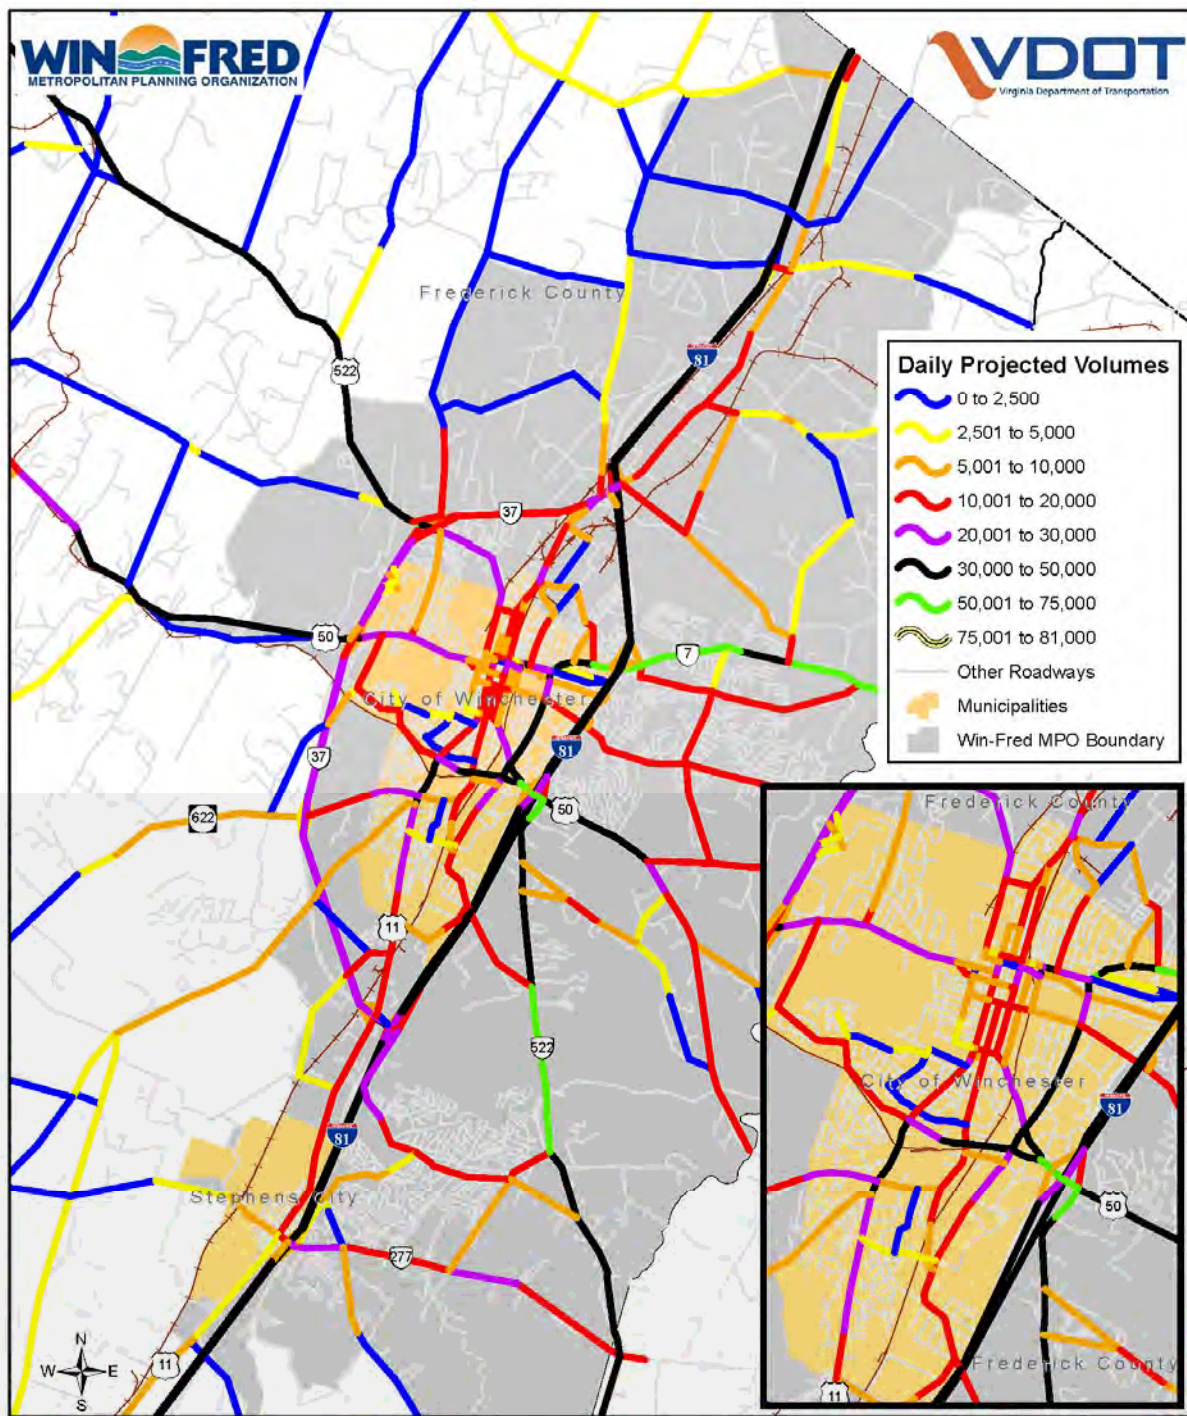 WIN FRED
METROPOLITAN PLANNING ORGANIZATION
VDOT
Virginia Department of Transportation
Frederick County
81
522
Daily Projected Volumes
0 to 2,500
2,501 to 5,000
5,001 to 10,000
10,001 to 20,000
20,001 to 30,000
30,000 to 50,000
50,001 to 75,000
75,001 to 81,000
Other Roadways
Municipalities
Win-Fred MPO Boundary
37
50
7
City of Winchester
81
37
50
622
11
522
81
Stephens City
277
11
N
W E
S
Frederick County
City of Winchester
81
50
Frederick County
11